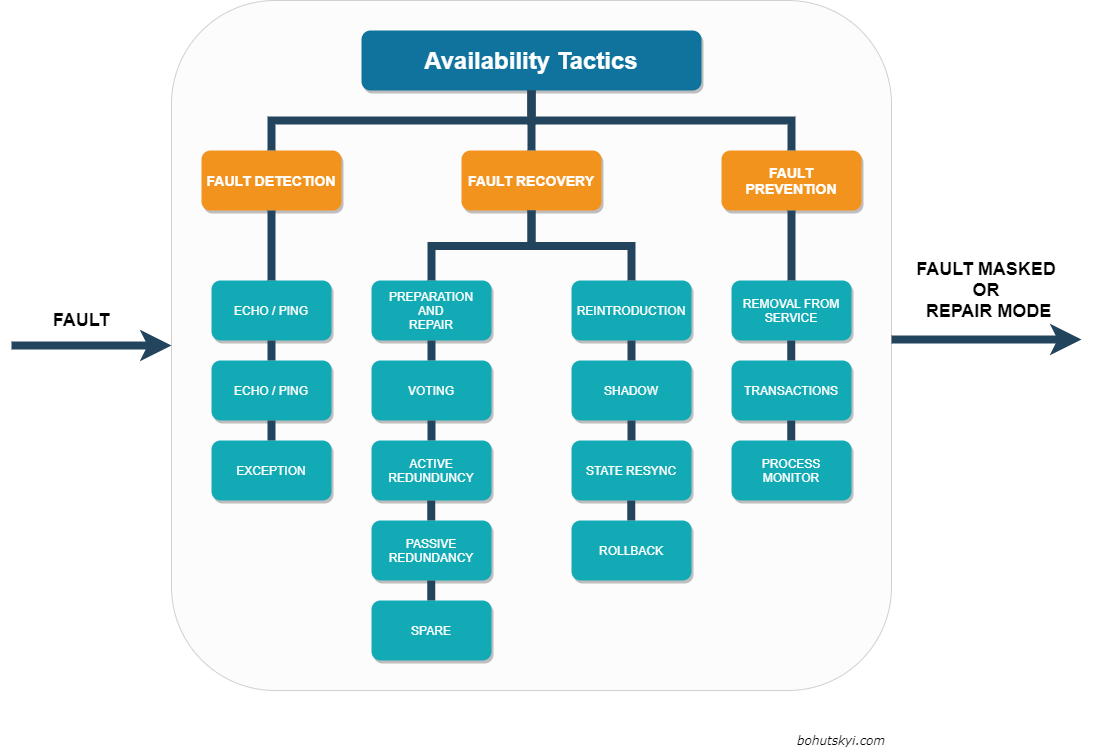 Availability Tactics
FAULT DETECTION
FAULT RECOVERY
FAULT
PREVENTION
FAULT
ECHO / PING
ECHO / PING
EXCEPTION
PREPARATION
AND
REPAIR
VOTING
ACTIVE
REDUNDUNCY
PASSIVE
REDUNDANCY
SPARE
REINTRODUCTION
SHADOW
STATE RESYNC
ROLLBACK
REMOVAL FROM
SERVICE
TRANSACTIONS
PROCESS
MONITOR
FAULT MASKED
OR
REPAIR MODE
bohutskyi.com